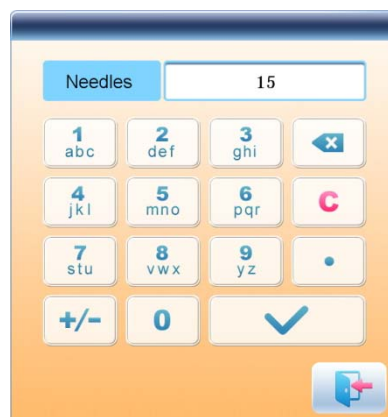 Needles 15
1 2 3
abc def ghi
4 5 6 C
jkl mno pqr
7 8 9 .
stu vwx yz
+/- 0